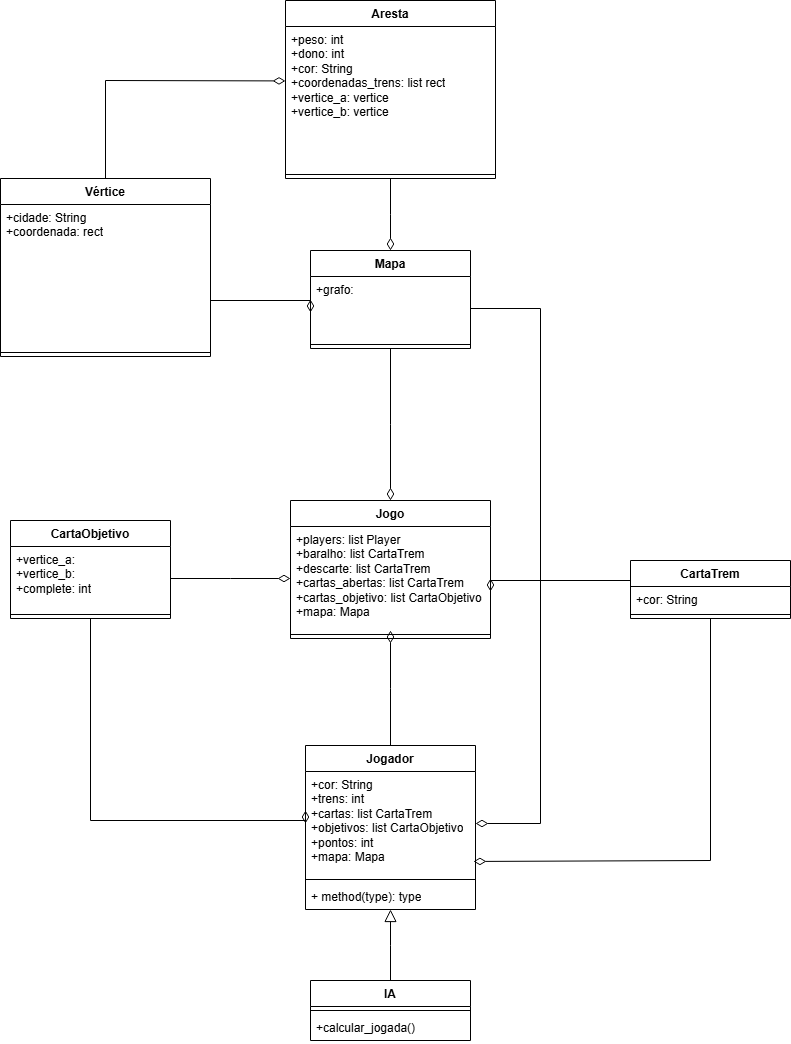 Aresta
+peso: int
+dono: int
+cor: String
+coordenadas_trens: list rect
+vertice_a: vertice
+vertice_b: vertice
Vértice
+cidade: String
+coordenada: rect
Mapa
+grafo:
Jogo
+players: list Player
+baralho: list CartaTrem
+descarte: list CartaTrem
+cartas_abertas: list CartaTrem
+cartas_objetivo: list CartaObjetivo
+mapa: Mapa
CartaObjetivo
+vertice_a:
+vertice_b:
+complete: int
CartaTrem
+cor: String
Jogador
+cor: String
+trens: int
+cartas: list CartaTrem
+objetivos: list CartaObjetivo
+pontos: int
+mapa: Mapa
+ method(type): type
IA
+calcular_jogada()